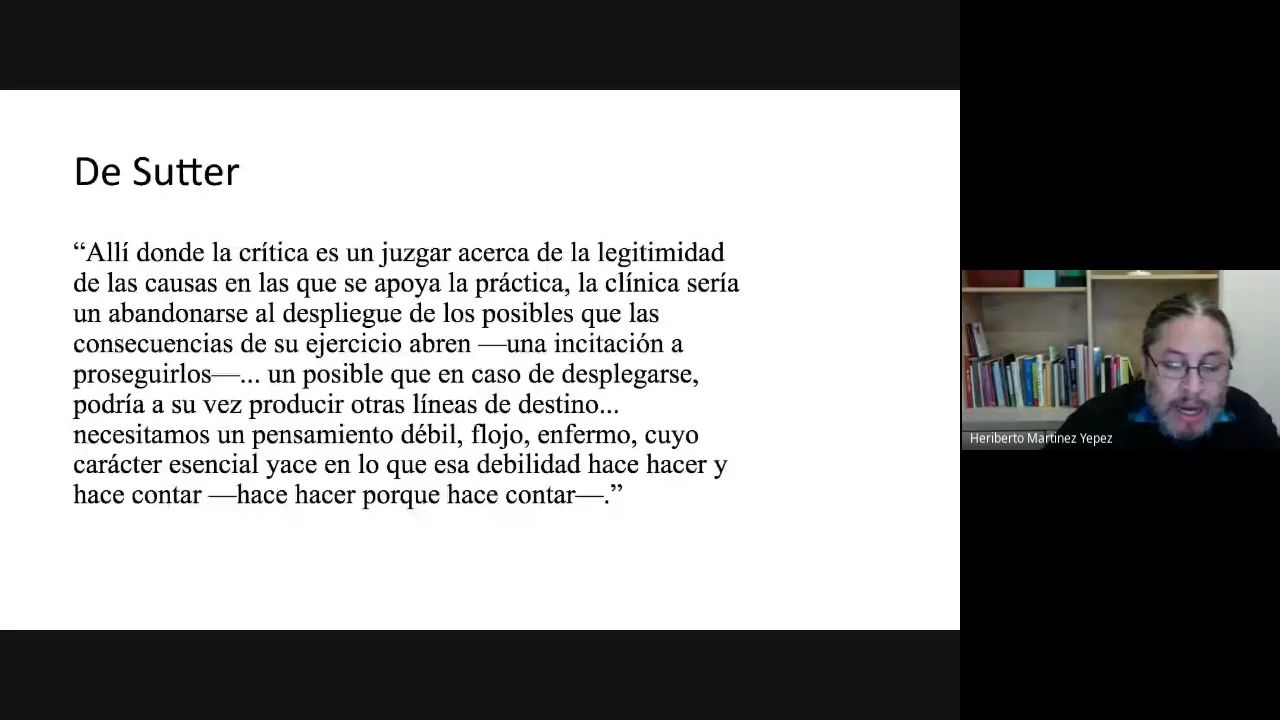 De Sutter
“Allí donde la crítica es un juzgar acerca de la legitimidad
de las causas en las que se apoya la práctica, la clínica sería
un abandonarse al despliegue de los posibles que las
consecuencias de su ejercicio abren —una incitación a
proseguirlos—... un posible que en caso de desplegarse,
podría a su vez producir otras líneas de destino...
necesitamos un pensamiento débil, flojo, enfermo, cuyo
carácter esencial yace en lo que esa debilidad hace hacer y
hace contar —hace hacer porque hace contar—.”
Heriberto Martinez Yepez